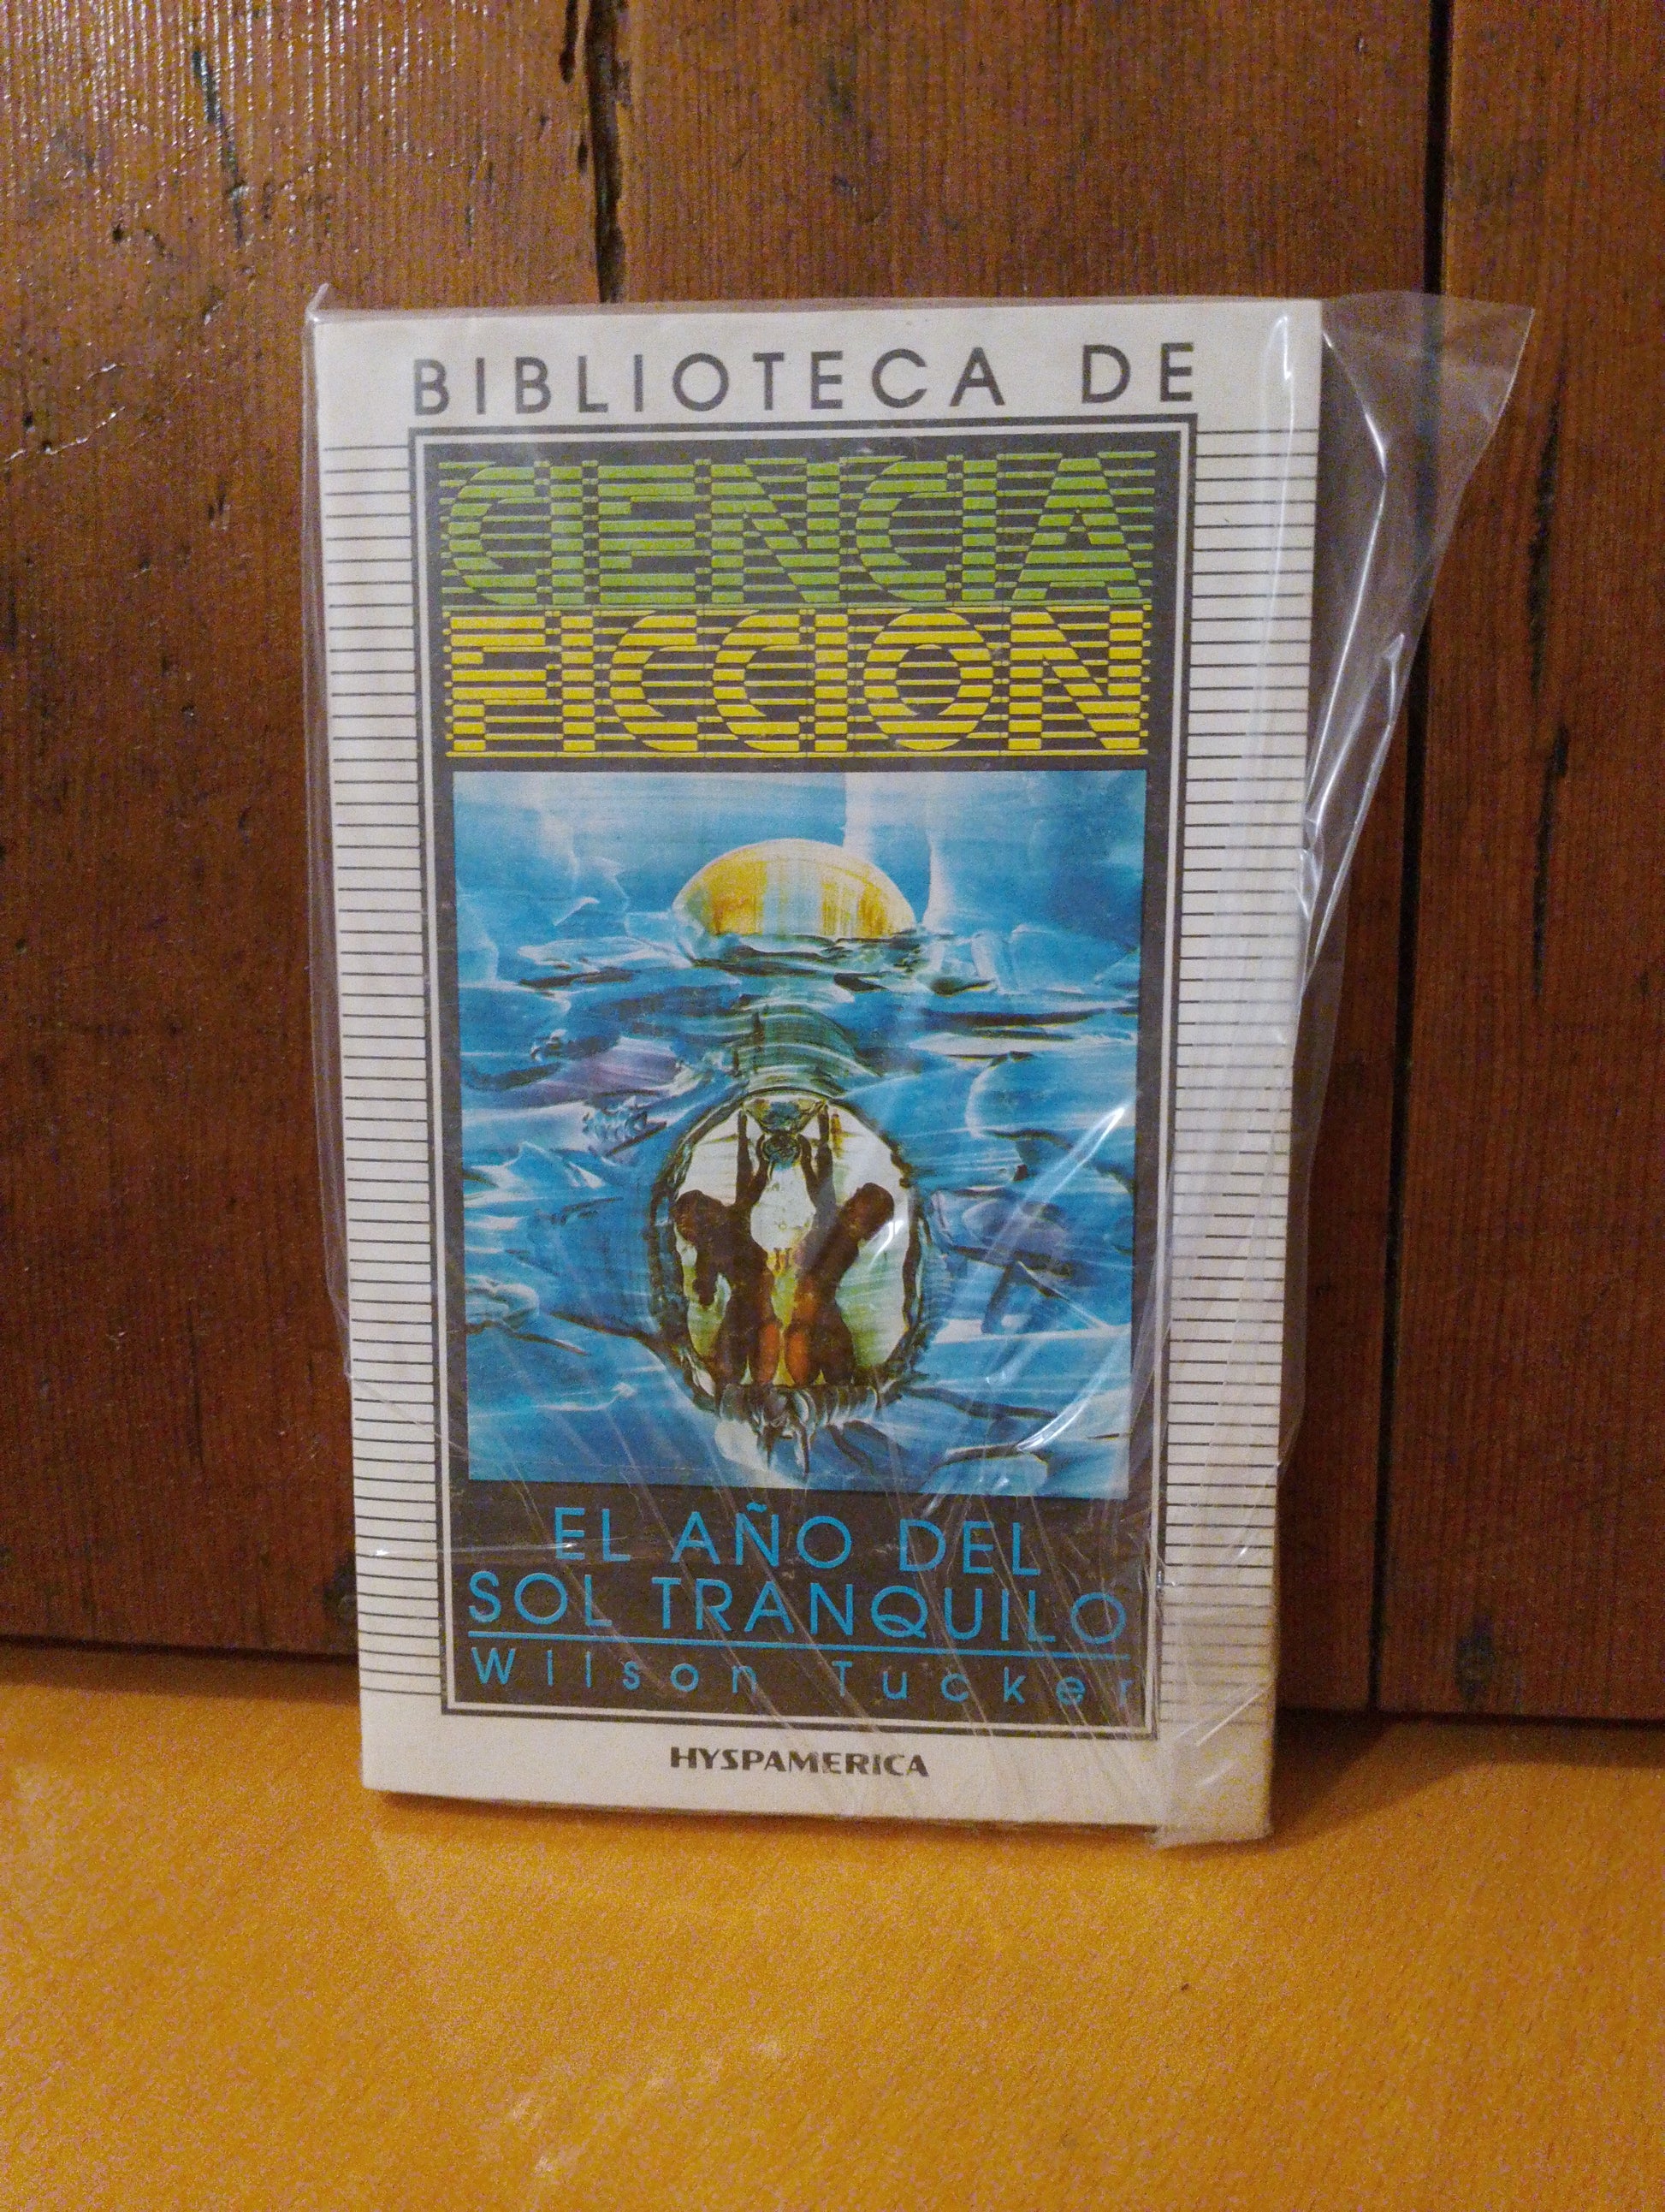 BIBLIOTECA DE
CIENCIA
FICCION
EL AÑO DEL
SOL TRANQUILO
Wilson Tucker
HYSPAMERICA